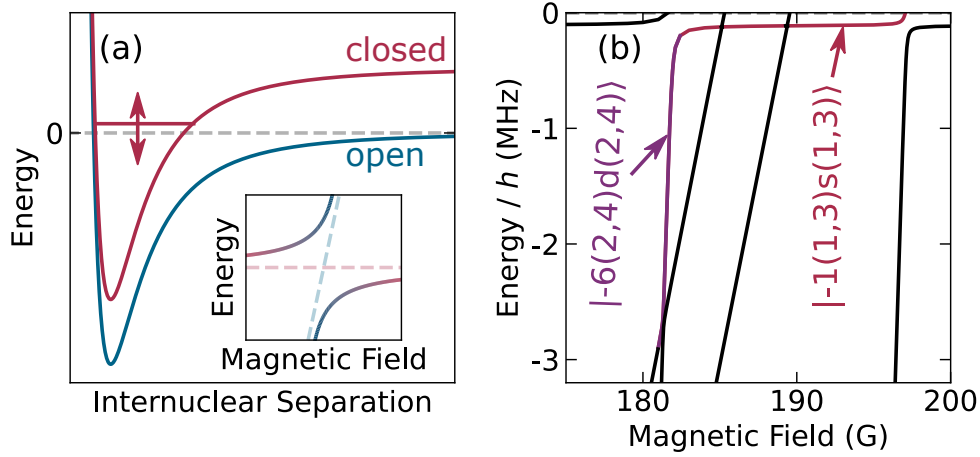 (a)
closed
0
open
Energy
Energy
Magnetic Field
Internuclear Separation
(b)
0
-1
-2
-3
Energy / h (MHz)
|-6(2,4)d(2,4)⟩
|-1(1,3)s(1,3)⟩
180
190
200
Magnetic Field (G)